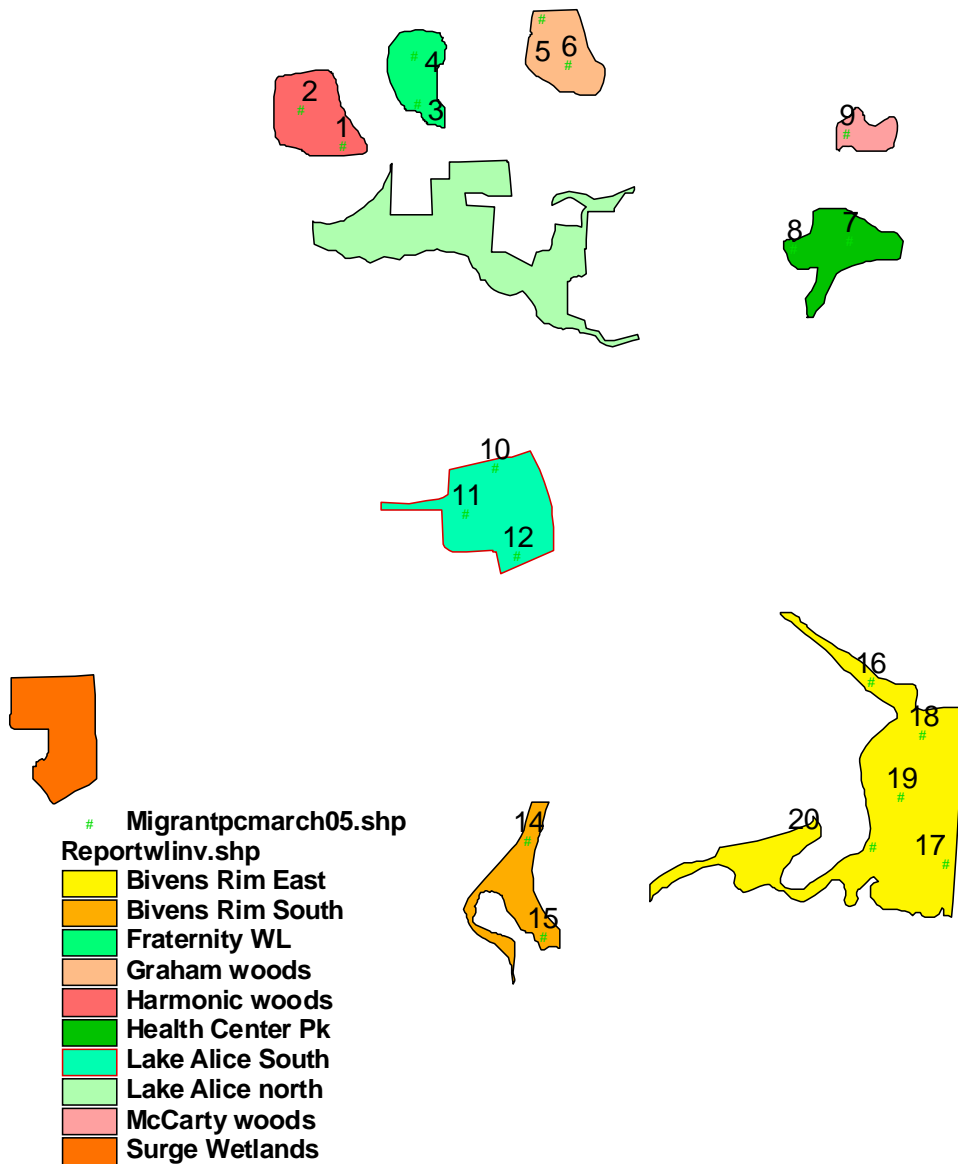 5 6
4
2
3
1
9
7
8
10
11
12
16
18
19
20
17
14
15
# Migrantpcmarch05.shp
Reportwlinv.shp
Bivens Rim East
Bivens Rim South
Fraternity WL
Graham woods
Harmonic woods
Health Center Pk
Lake Alice South
Lake Alice north
McCarty woods
Surge Wetlands